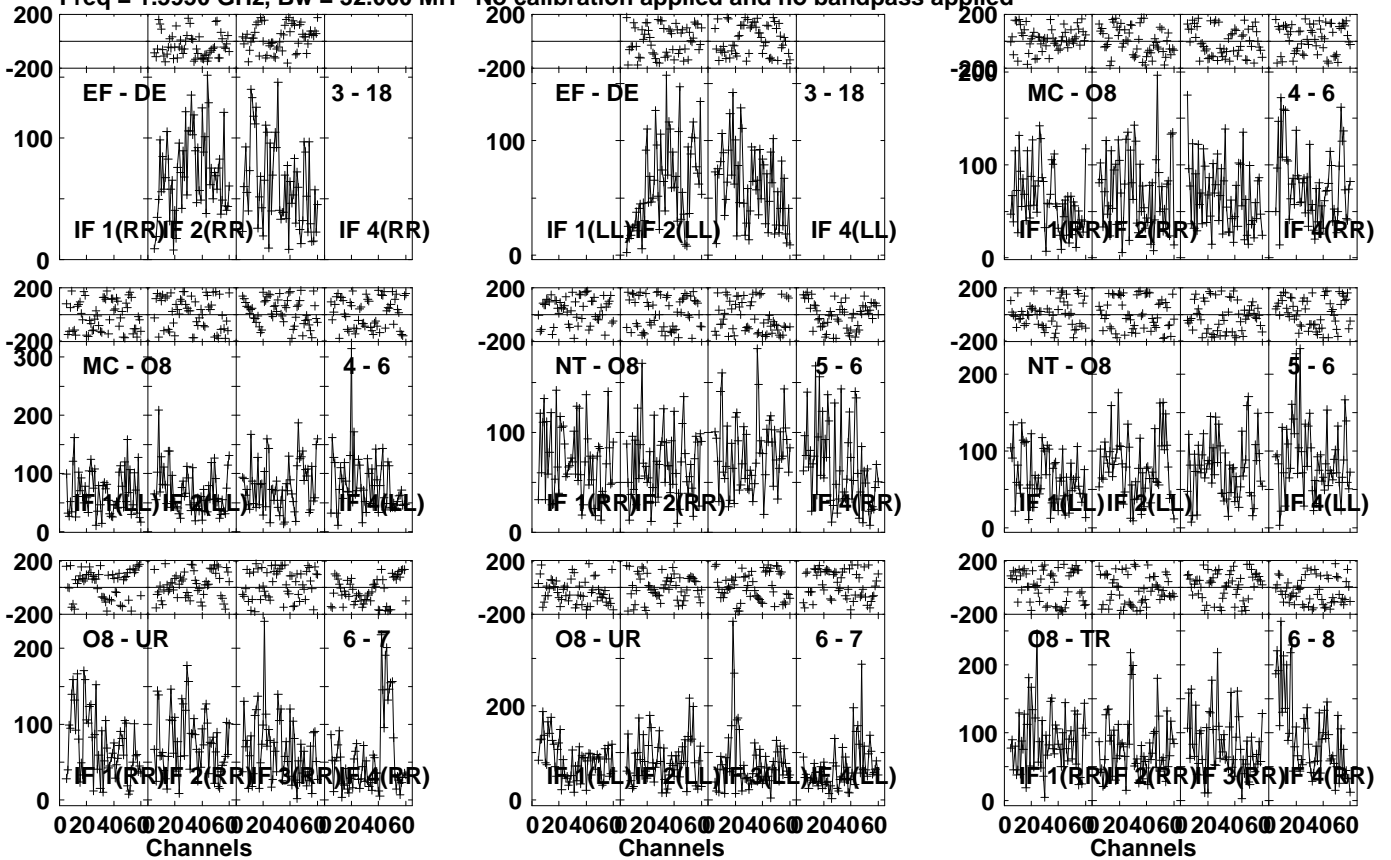 Freq = 1.5950 GHz, Bw = 32.000 MH No calibration applied and no bandpass applied
-200
EF - DE 3 - 18
100
IF 1(RR) IF 2(RR) IF 4(RR)
0
EF - DE 3 - 18
100
IF 1(LL) IF 2(LL) IF 4(LL)
0
-200
200
MC - O8 4 - 6
100
IF 1(RR) IF 2(RR) IF 4(RR)
0
200
-200
300
MC - O8 4 - 6
200
100
IF 1(LL) IF 2(LL) IF 4(LL)
0
200
-200
NT - O8 5 - 6
100
IF 1(RR) IF 2(RR) IF 4(RR)
0
200
-200
NT - O8 5 - 6
200
100
IF 1(LL) IF 2(LL) IF 4(LL)
0
200
-200
O8 - UR 6 - 7
200
100
IF 1(RR) IF 2(RR) IF 3(RR) IF 4(RR)
0
0 20 40 60 0 20 40 60 0 20 40 60 0 20 40 60
Channels
200
-200
O8 - UR 6 - 7
200
IF 1(LL) IF 2(LL) IF 3(LL) IF 4(LL)
0
0 20 40 60 0 20 40 60 0 20 40 60 0 20 40 60
Channels
200
-200
O8 - TR 6 - 8
200
100
IF 1(RR) IF 2(RR) IF 3(RR) IF 4(RR)
0
0 20 40 60 0 20 40 60 0 20 40 60 0 20 40 60
Channels